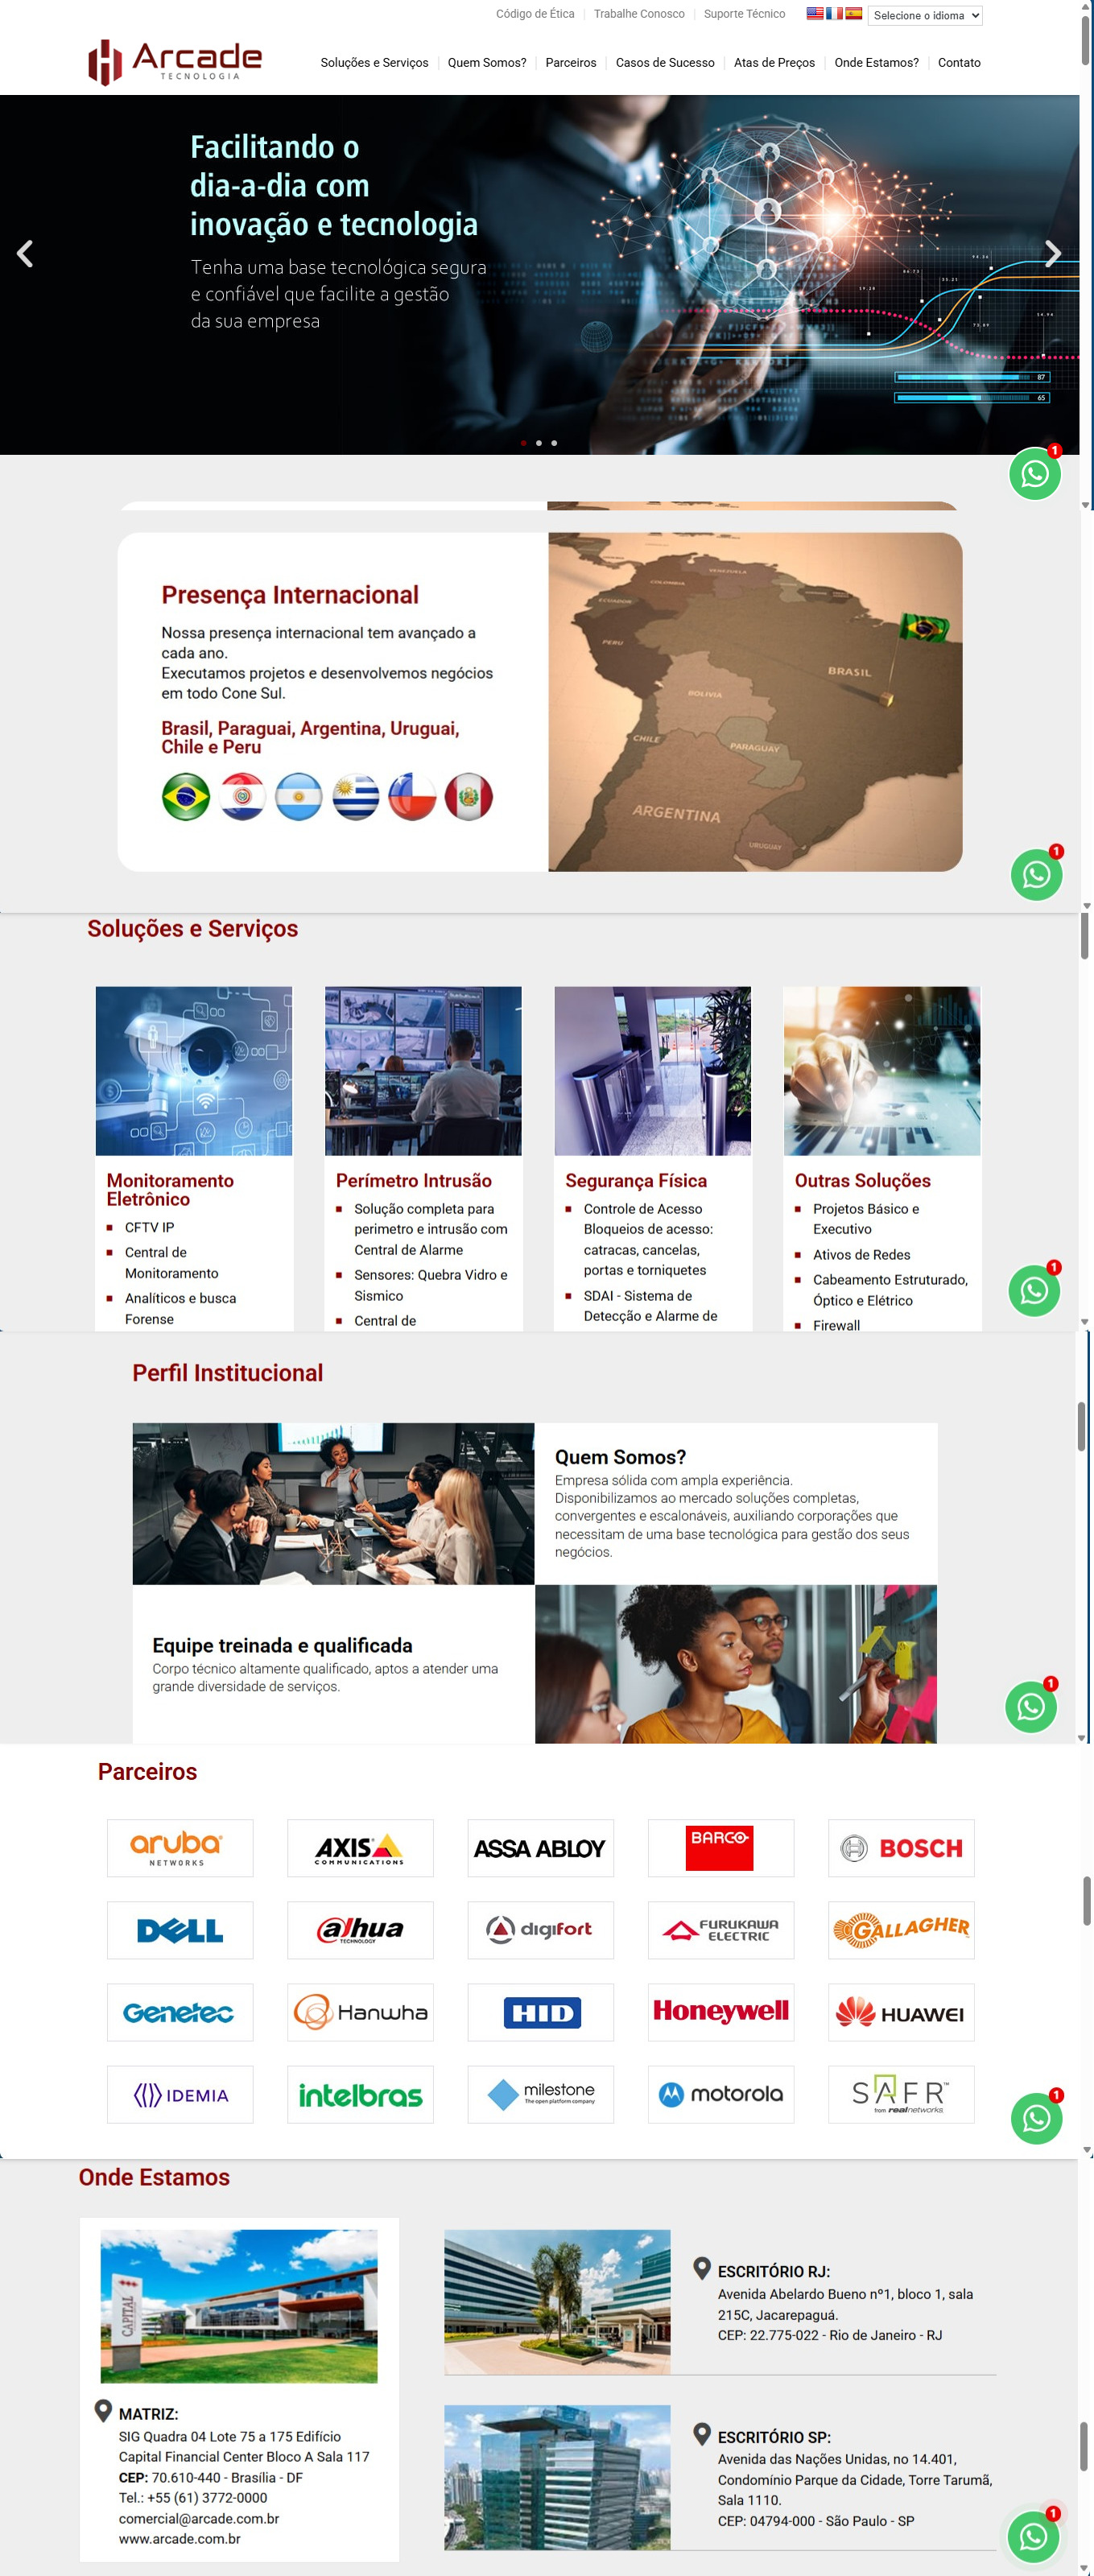 Código de Ética
Trabalhe Conosco
Suporte Técnico
Selecione o idioma
Arcade
TECNOLOGIA
Soluções e Serviços
Quem Somos?
Parceiros
Casos de Sucesso
Atas de Preços
Onde Estamos?
Contato
Facilitando o
dia-a-dia com
inovação e tecnologia
Tenha uma base tecnológica segura
e confiável que facilite a gestão
da sua empresa
87
65
1
Presença Internacional
Nossa presença internacional tem avançado a
cada ano.
Executamos projetos e desenvolvemos negócios
em todo Cone Sul.
Brasil, Paraguai, Argentina, Uruguai,
Chile e Peru
VENEZUELA
COLOMBIA
ECUADOR
PERU
BRASIL
BOLIVIA
CHILE
PARAGUAY
ARGENTINA
URUGUAY
1
Soluções e Serviços
Monitoramento
Eletrônico
CFTV IP
Central de
Monitoramento
Analíticos e busca
Forense
Perímetro Intrusão
Solução completa para
perimetro e intrusão com
Central de Alarme
Sensores: Quebra Vidro e
Sismico
Central de
Segurança Física
Controle de Acesso
Bloqueios de acesso:
catracas, cancelas,
portas e torniquetes
SDAI - Sistema de
Detecção e Alarme de
Outras Soluções
Projetos Básico e
Executivo
Ativos de Redes
Cabeamento Estruturado,
Óptico e Elétrico
Firewall
1
Perfil Institucional
Quem Somos?
Empresa sólida com ampla experiência.
Disponibilizamos ao mercado soluções completas,
convergentes e escalonáveis, auxiliando corporações que
necessitam de uma base tecnológica para gestão dos seus
negócios.
Equipe treinada e qualificada
Corpo técnico altamente qualificado, aptos a atender uma
grande diversidade de serviços.
1
Parceiros
aruba
NETWORKS
AXIS
COMMUNICATIONS
ASSA ABLOY
BARCO
BOSCH
DELL
alhua
TECHNOLOGY
digifort
FURUKAWA
ELECTRIC
GALLAGHER
Genetec
Hanwha
HID
Honeywell
HUAWEI
IDEMIA
intelbras
milestone
The open platform company
motorola
SAFR™
from realnetworks
1
Onde Estamos
CAPITAL
MATRIZ:
SIG Quadra 04 Lote 75 a 175 Edifício
Capital Financial Center Bloco A Sala 117
CEP: 70.610-440 - Brasília - DF
Tel.: +55 (61) 3772-0000
comercial@arcade.com.br
www.arcade.com.br
ESCRITÓRIO RJ:
Avenida Abelardo Bueno nº1, bloco 1, sala
215C, Jacarepaguá.
CEP: 22.775-022 - Rio de Janeiro - RJ
ESCRITÓRIO SP:
Avenida das Nações Unidas, no 14.401,
Condomínio Parque da Cidade, Torre Tarumã,
Sala 1110.
CEP: 04794-000 - São Paulo - SP
1